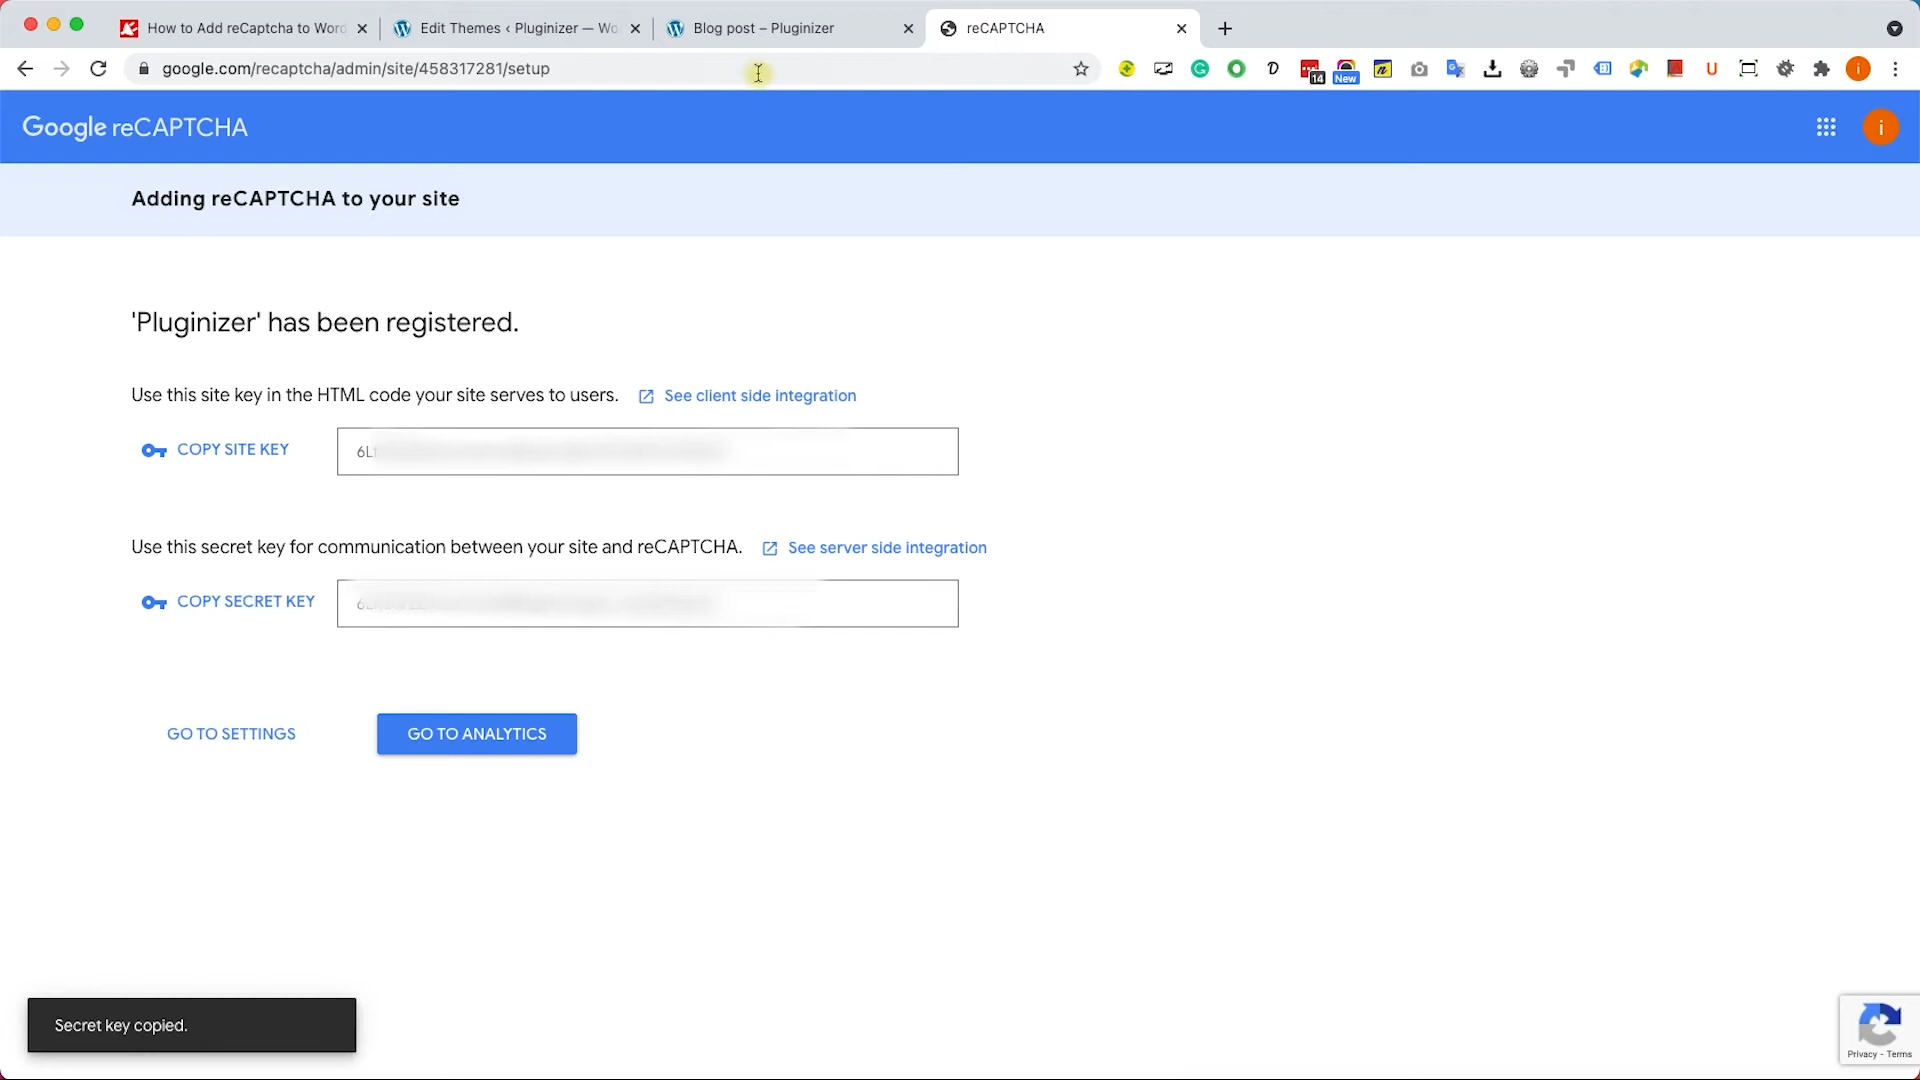 How to Add reCaptcha to Word
Edit Themes ‹ Pluginizer — Wo
Blog post – Pluginizer
reCAPTCHA
google.com/recaptcha/admin/site/458317281/setup
14
New
i
Google reCAPTCHA
i
Adding reCAPTCHA to your site
'Pluginizer' has been registered.
Use this site key in the HTML code your site serves to users. See client side integration
COPY SITE KEY
Use this secret key for communication between your site and reCAPTCHA. See server side integration
COPY SECRET KEY
GO TO SETTINGS
GO TO ANALYTICS
Secret key copied.
Privacy - Terms